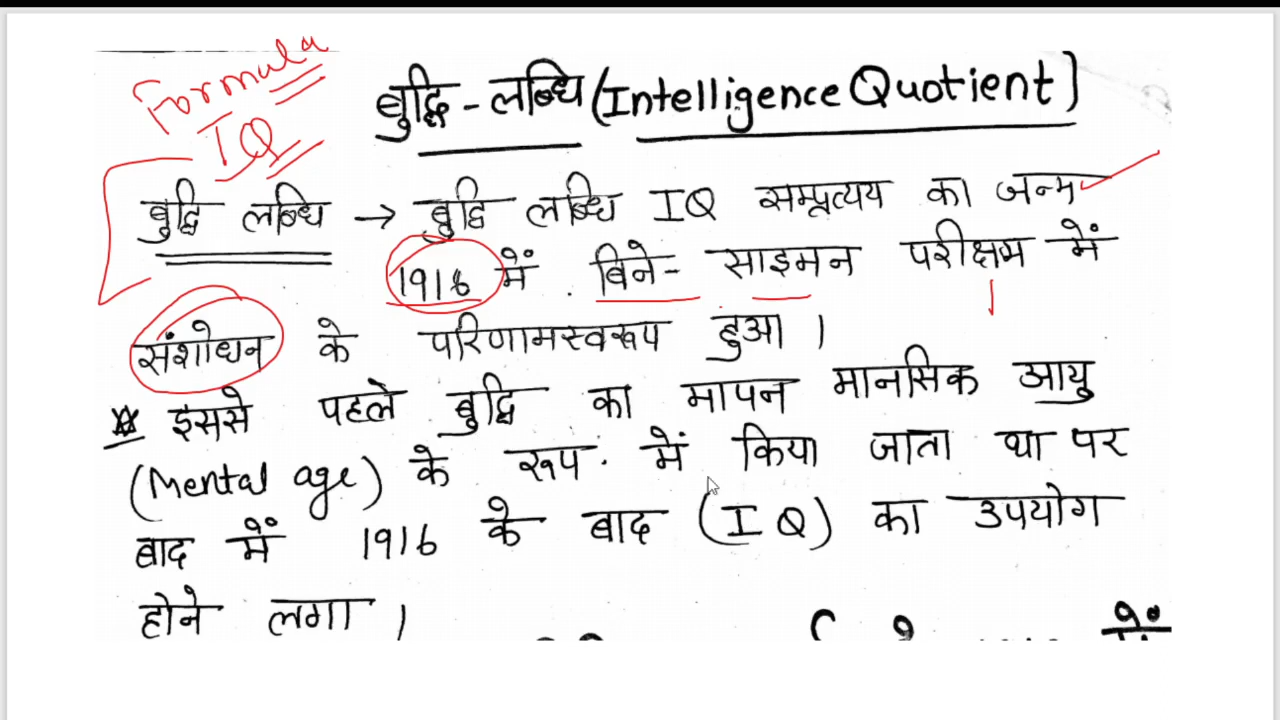 Formula
IQ
बुद्धि - लब्धि (Intelligence Quotient)
बुद्धि लब्धि → बुद्धि लब्धि IQ सम्प्रत्यय का जन्म
1916 में बिने- साइमन परीक्षम में
संशोधन के परिणामस्वरूप हुआ।
इससे पहले बुद्धि का मापन मानसिक आयु
(Mental age) के रूप में किया जाता था पर
बाद में 1916 के बाद (IQ) का उपयोग
होने लगा।